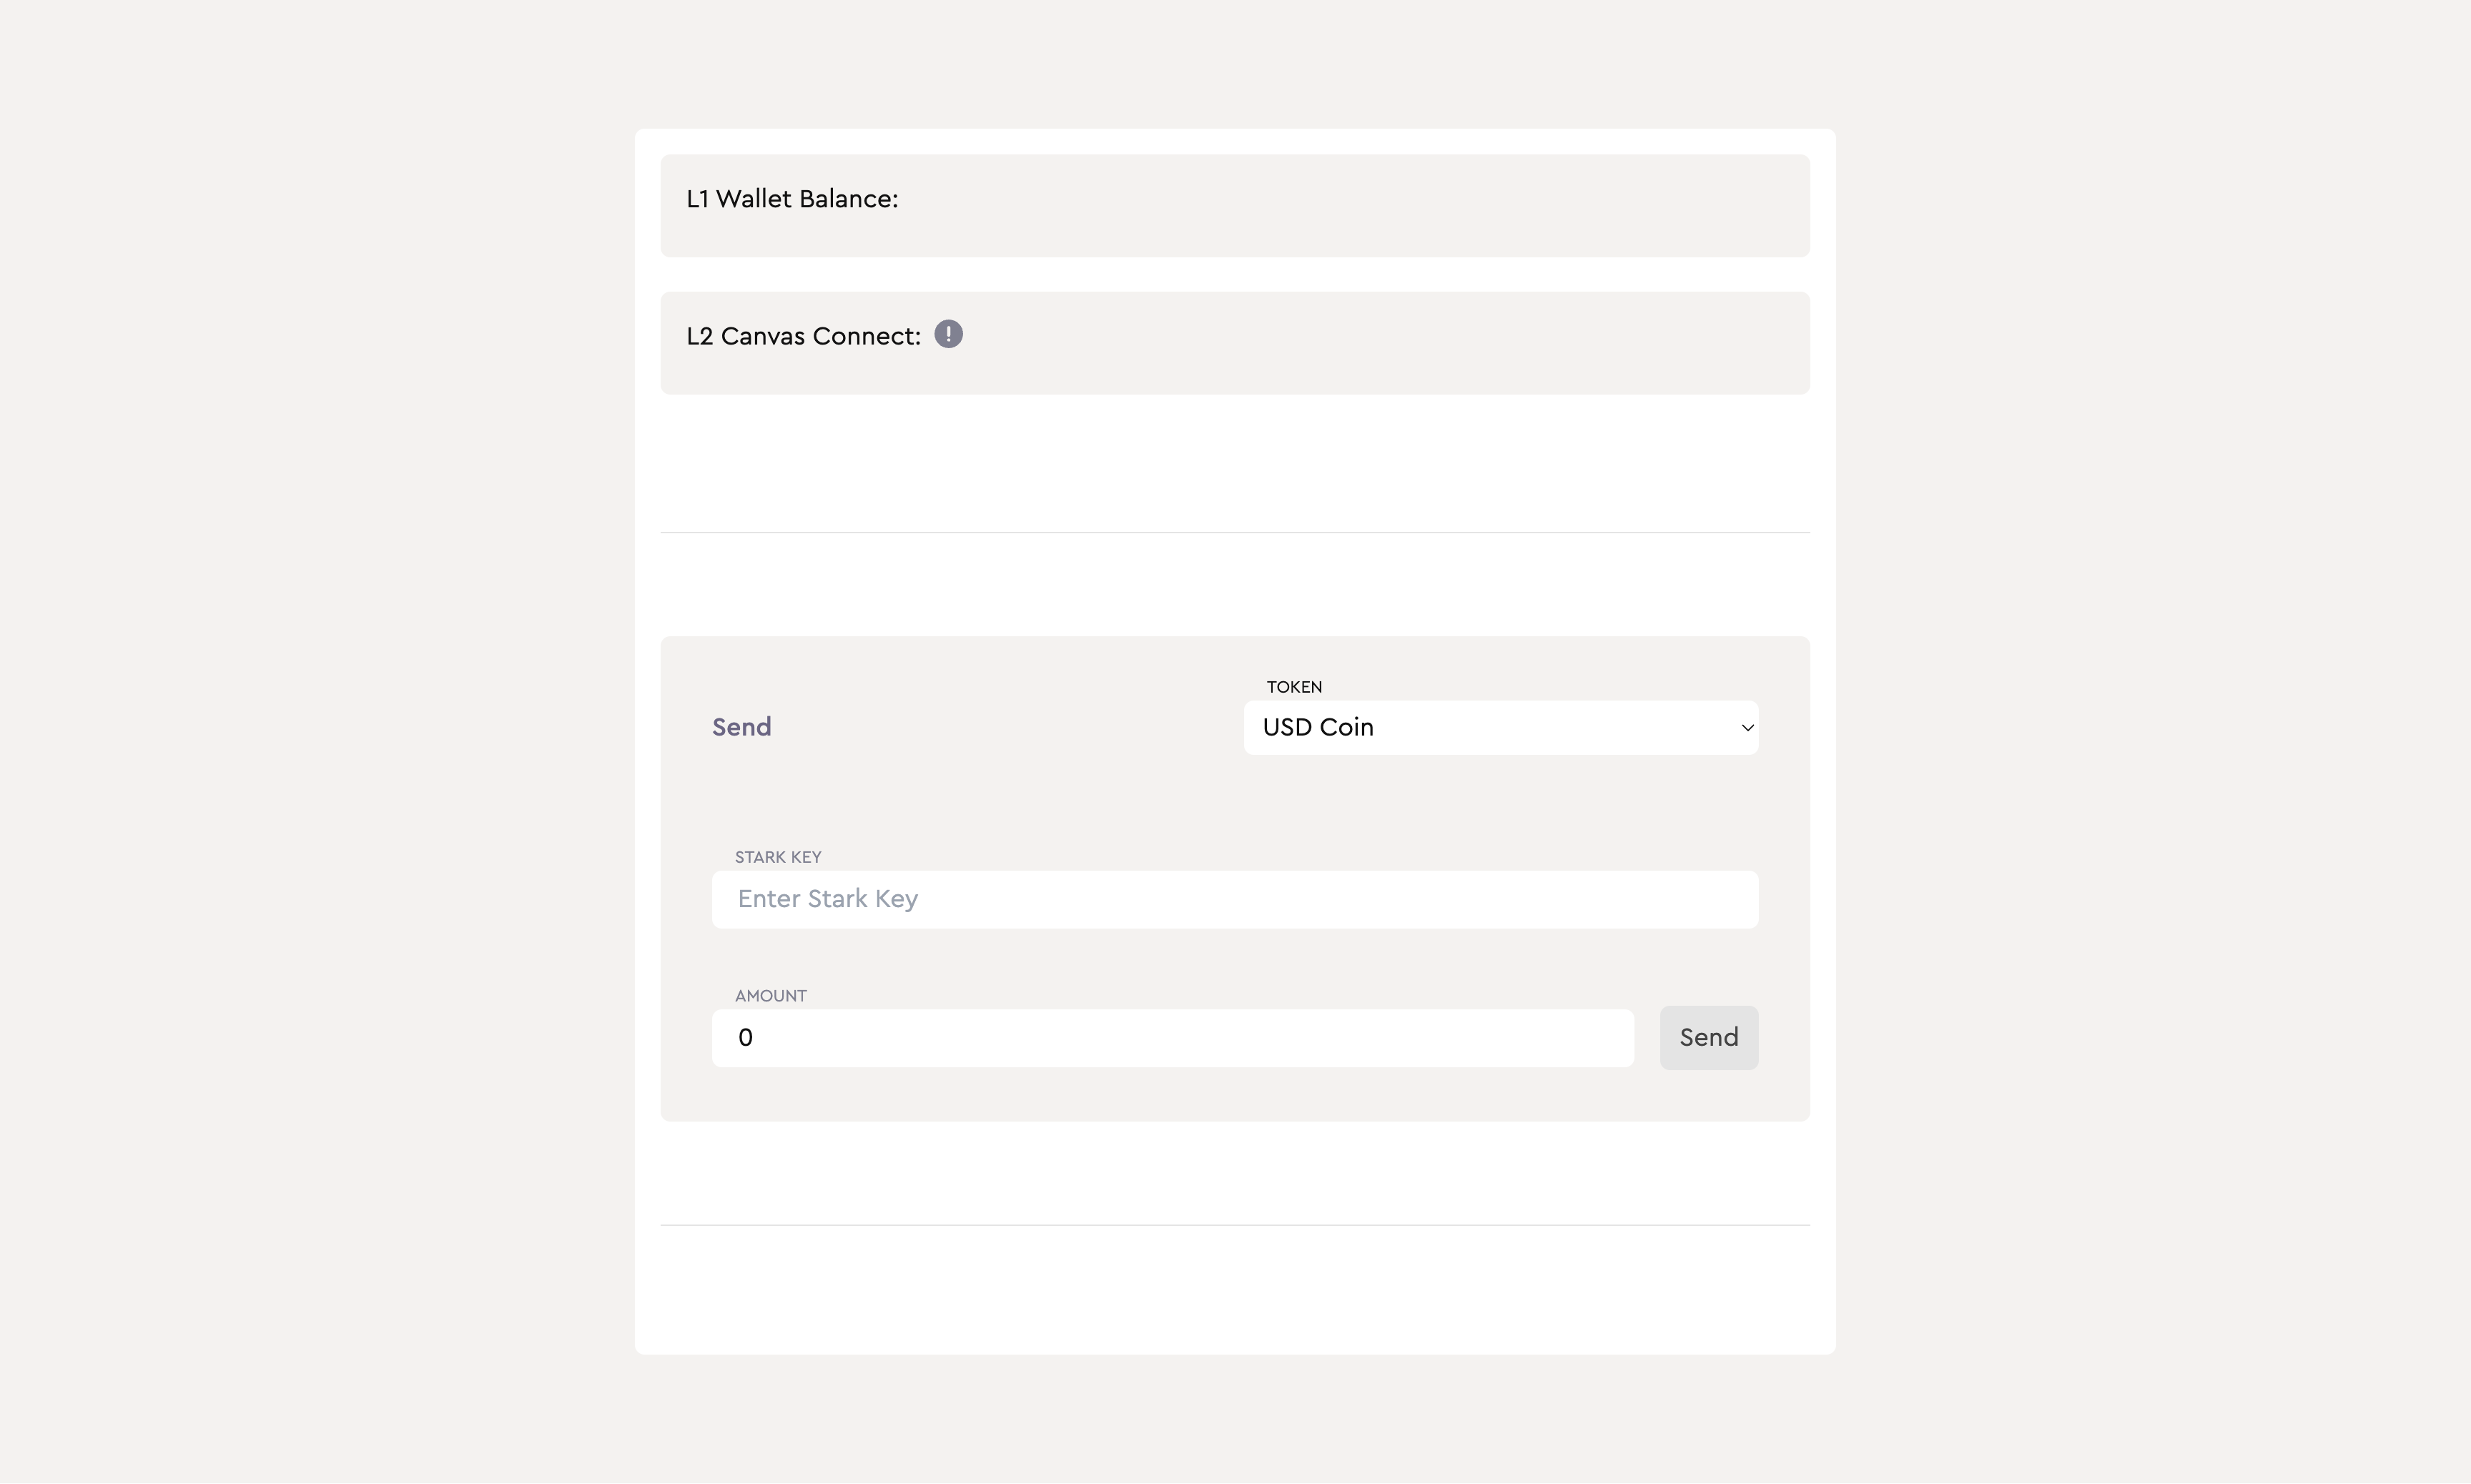 L1 Wallet Balance:
L2 Canvas Connect:
TOKEN
Send
USD Coin
STARK KEY
Enter Stark Key
AMOUNT
0
Send